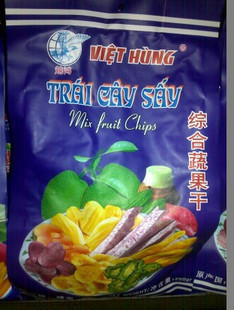 VIỆT HÙNG ®
TRÁI CÂY SẤY
Mix fruit Chips
综合蔬果干